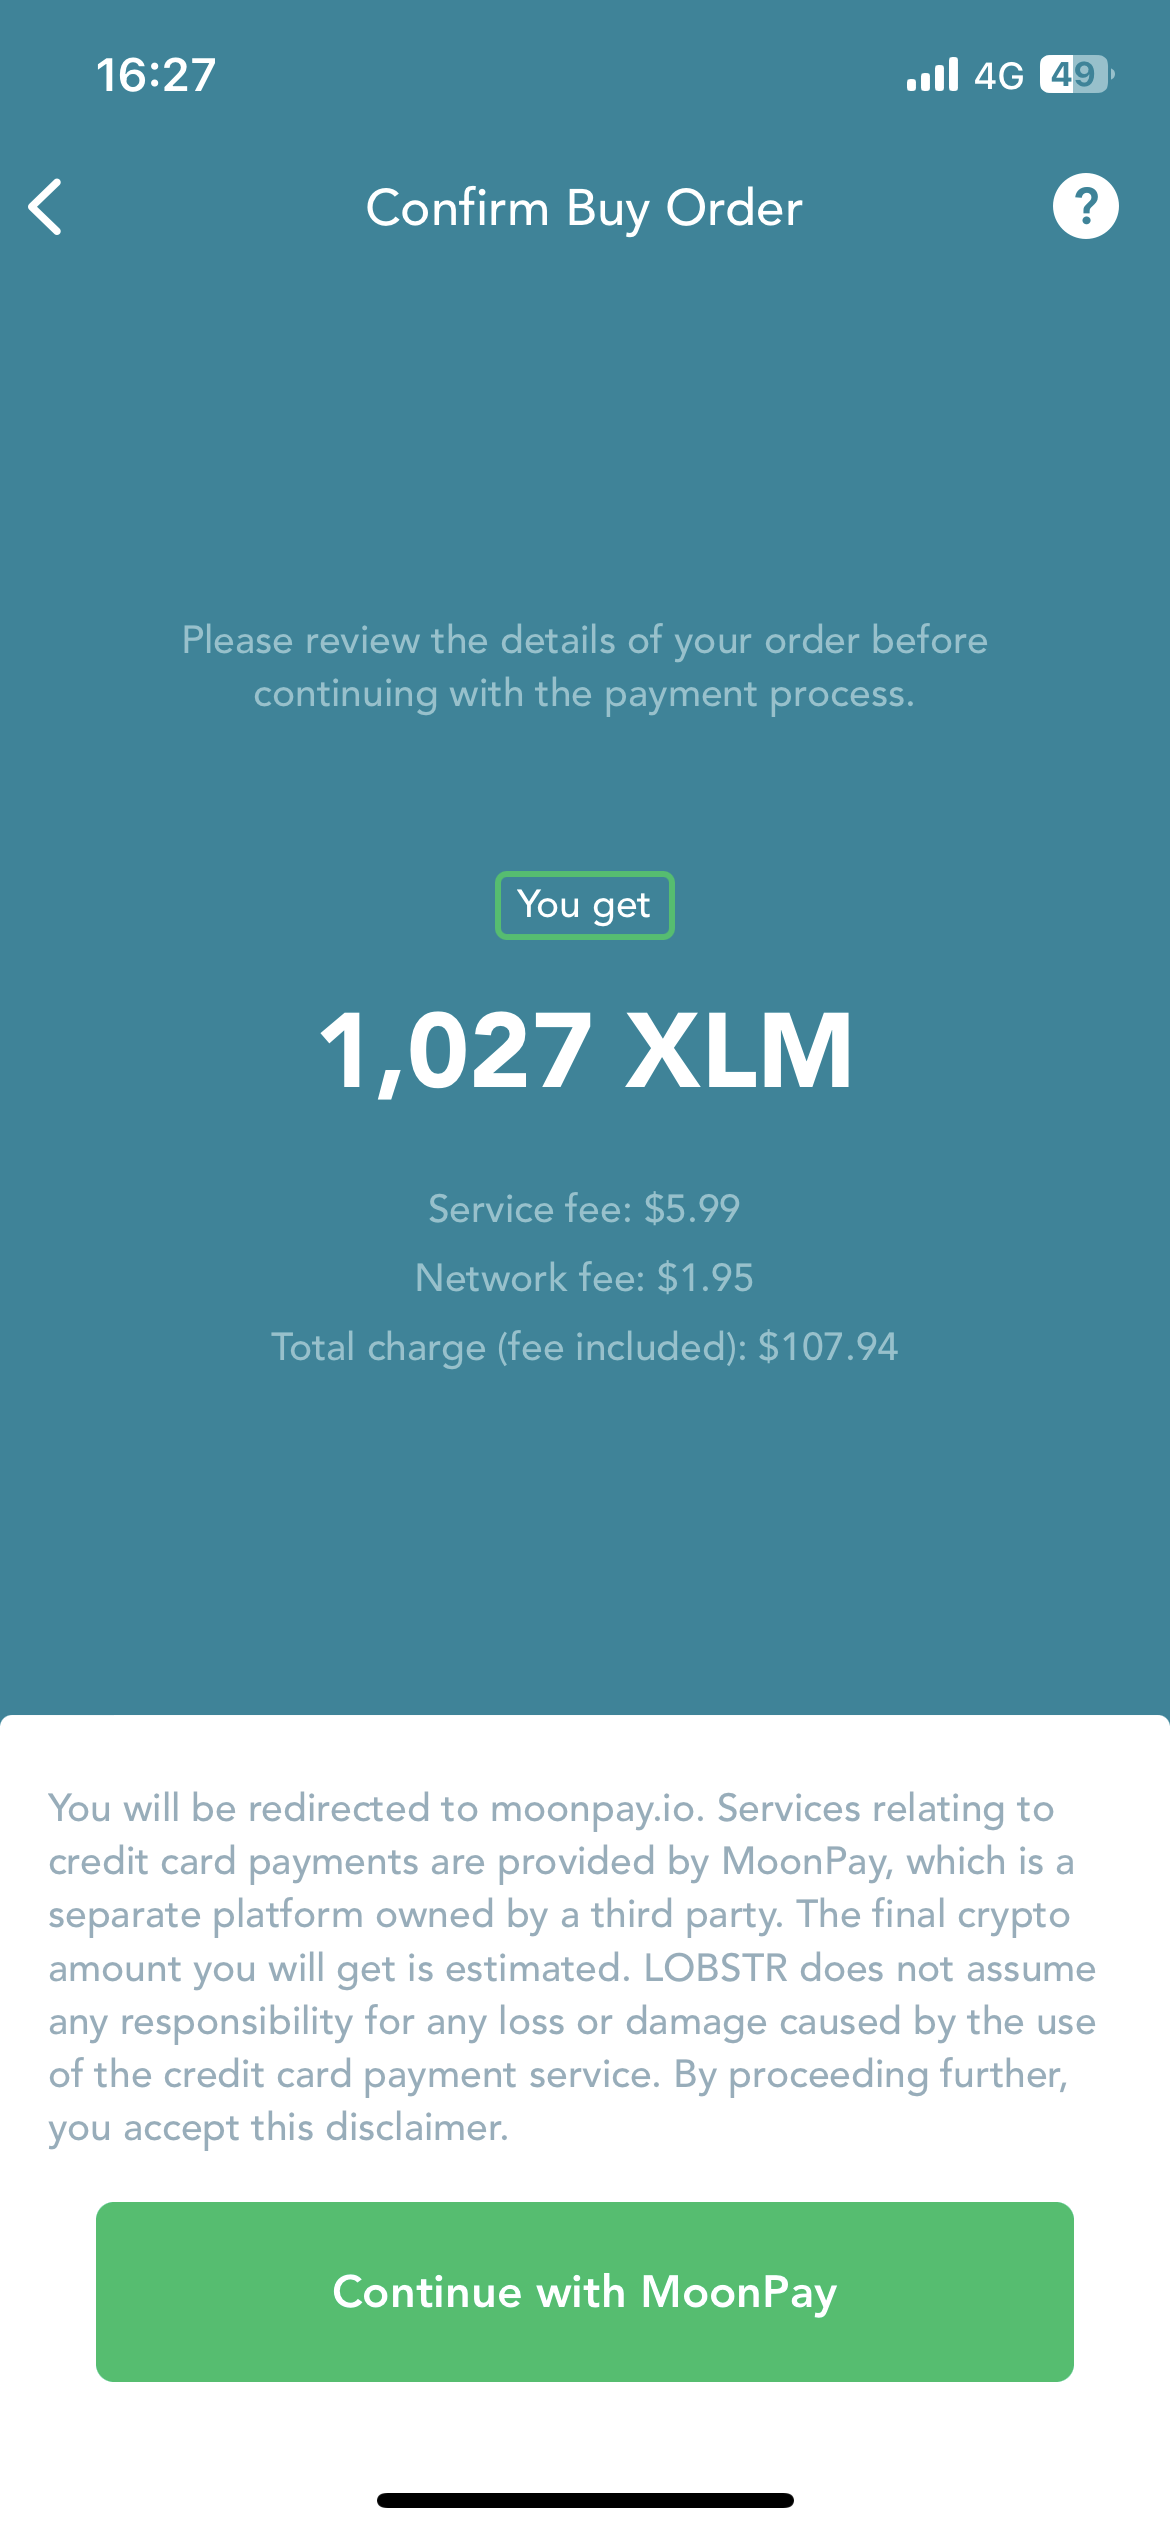 16:27
4G
49
Confirm Buy Order
?
Please review the details of your order before
continuing with the payment process.
You get
1,027 XLM
Service fee: $5.99
Network fee: $1.95
Total charge (fee included): $107.94
You will be redirected to moonpay.io. Services relating to
credit card payments are provided by MoonPay, which is a
separate platform owned by a third party. The final crypto
amount you will get is estimated. LOBSTR does not assume
any responsibility for any loss or damage caused by the use
of the credit card payment service. By proceeding further,
you accept this disclaimer.
Continue with MoonPay